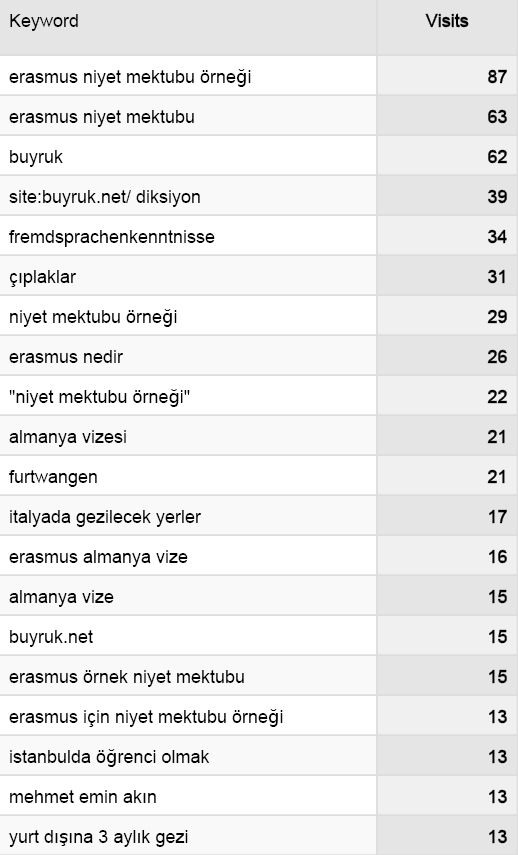 Keyword Visits
erasmus niyet mektubu örneği 87
erasmus niyet mektubu 63
buyruk 62
site:buyruk.net/ diksiyon 39
fremdsprachenkenntnisse 34
çıplaklar 31
niyet mektubu örneği 29
erasmus nedir 26
"niyet mektubu örneği" 22
almanya vizesi 21
furtwangen 21
italyada gezilecek yerler 17
erasmus almanya vize 16
almanya vize 15
buyruk.net 15
erasmus örnek niyet mektubu 15
erasmus için niyet mektubu örneği 13
istanbulda öğrenci olmak 13
mehmet emin akın 13
yurt dışına 3 aylık gezi 13